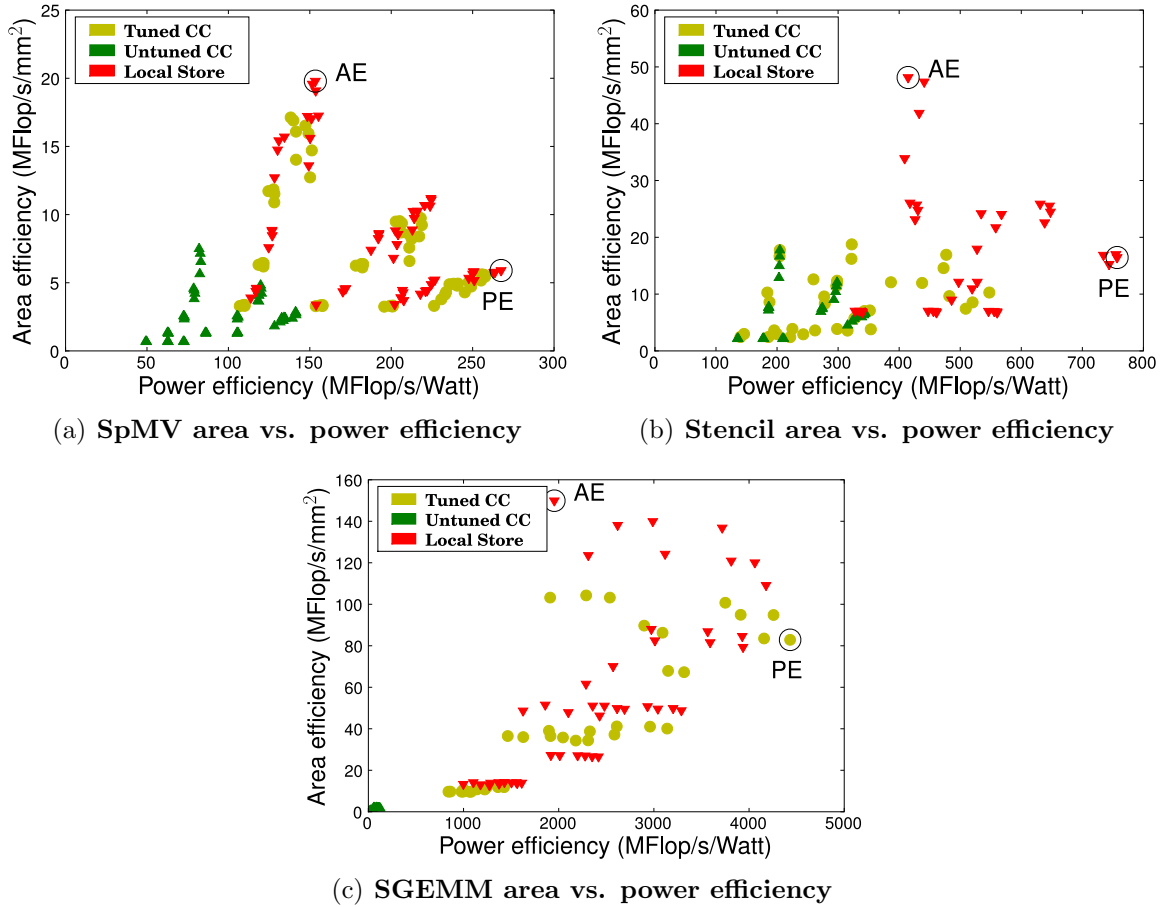 Area efficiency (MFlop/s/mm²)
25
20
15
10
5
0
Tuned CC
Untuned CC
Local Store
AE
PE
0 50 100 150 200 250 300
Power efficiency (MFlop/s/Watt)
(a) SpMV area vs. power efficiency
Area efficiency (MFlop/s/mm²)
60
50
40
30
20
10
0
Tuned CC
Untuned CC
Local Store
AE
PE
0 100 200 300 400 500 600 700 800
Power efficiency (MFlop/s/Watt)
(b) Stencil area vs. power efficiency
Area efficiency (MFlop/s/mm²)
160
140
120
100
80
60
40
20
0
Tuned CC
Untuned CC
Local Store
AE
PE
0 1000 2000 3000 4000 5000
Power efficiency (MFlop/s/Watt)
(c) SGEMM area vs. power efficiency